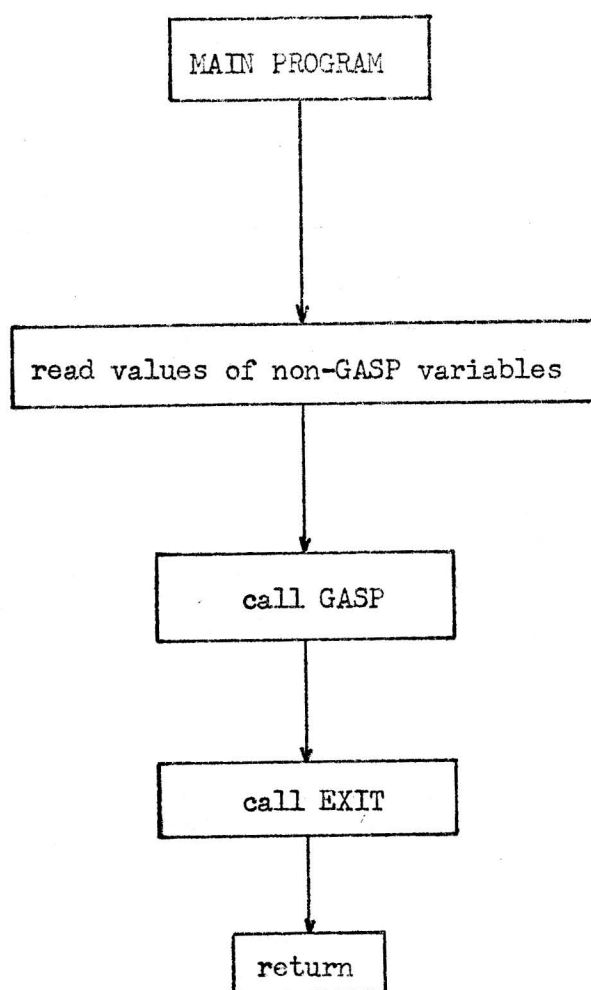 MAIN PROGRAM
read values of non-GASP variables
call GASP
call EXIT
return